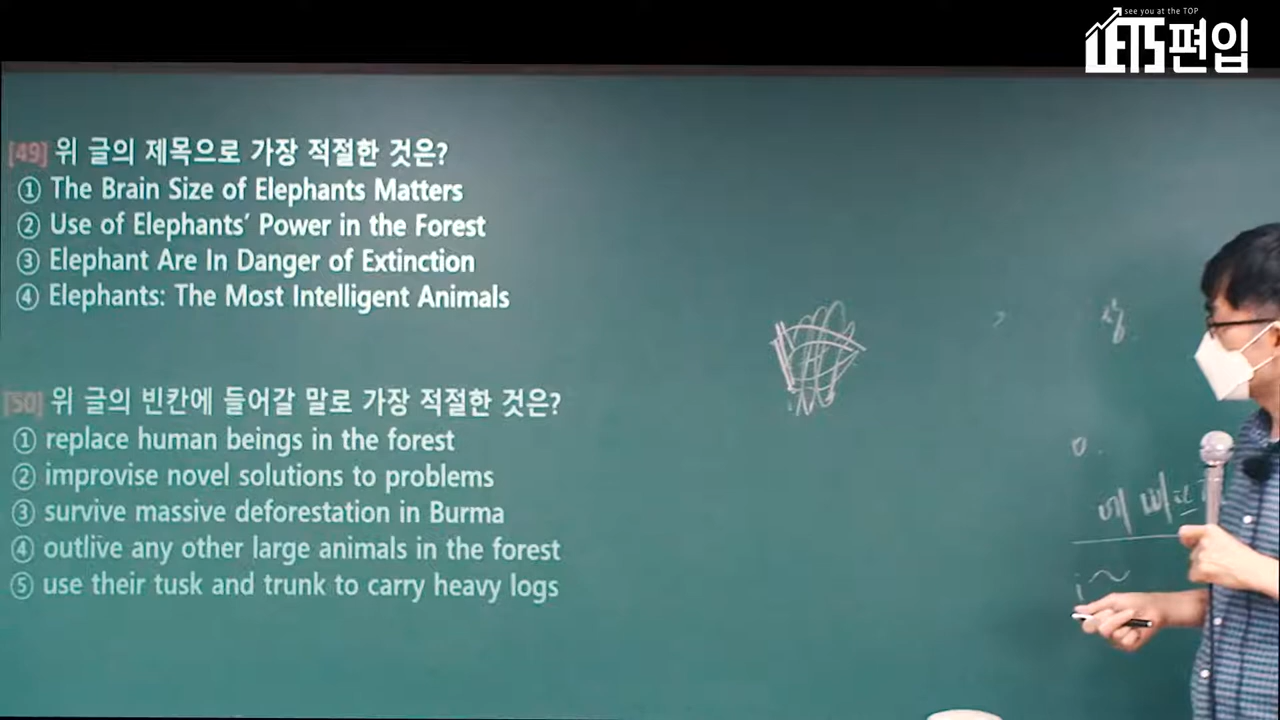 see you at the TOP
LETS편입
[49] 위 글의 제목으로 가장 적절한 것은?
① The Brain Size of Elephants Matters
② Use of Elephants' Power in the Forest
③ Elephant Are In Danger of Extinction
④ Elephants: The Most Intelligent Animals
[50] 위 글의 빈칸에 들어갈 말로 가장 적절한 것은?
① replace human beings in the forest
② improvise novel solutions to problems
③ survive massive deforestation in Burma
④ outlive any other large animals in the forest
⑤ use their tusk and trunk to carry heavy logs